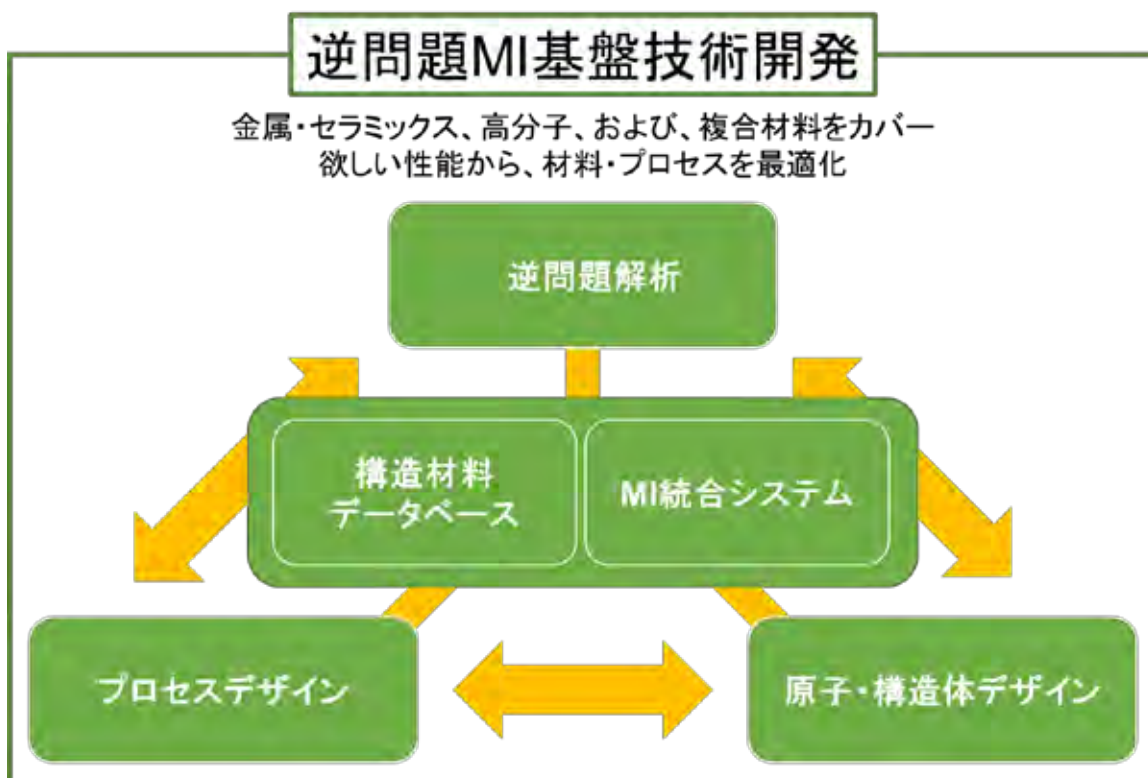 逆問題MI基盤技術開発
金属・セラミックス、高分子、および、複合材料をカバー
欲しい性能から、材料・プロセスを最適化
逆問題解析
構造材料
データベース
MI統合システム
プロセスデザイン
原子・構造体デザイン